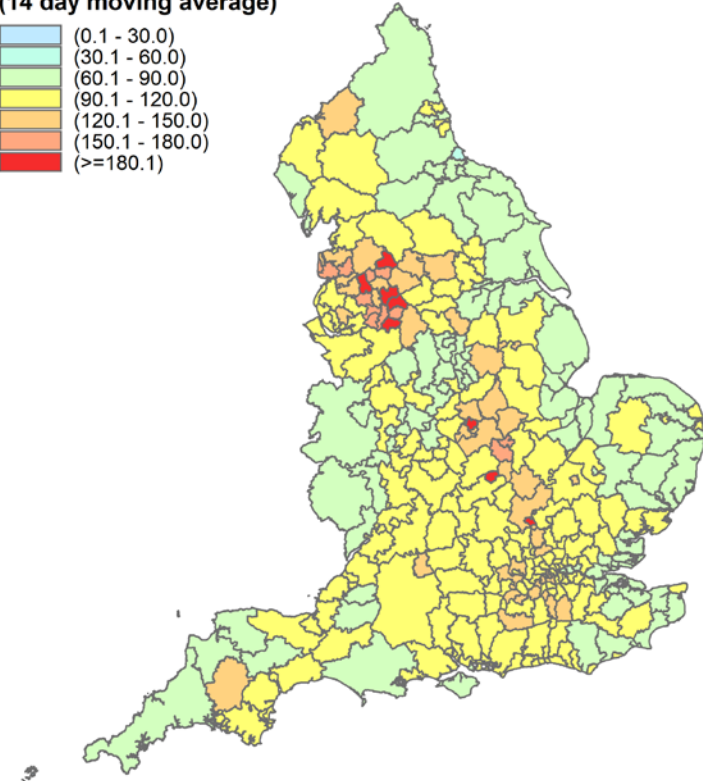 (14 day moving average)
(0.1 - 30.0)
(30.1 - 60.0)
(60.1 - 90.0)
(90.1 - 120.0)
(120.1 - 150.0)
(150.1 - 180.0)
(>=180.1)